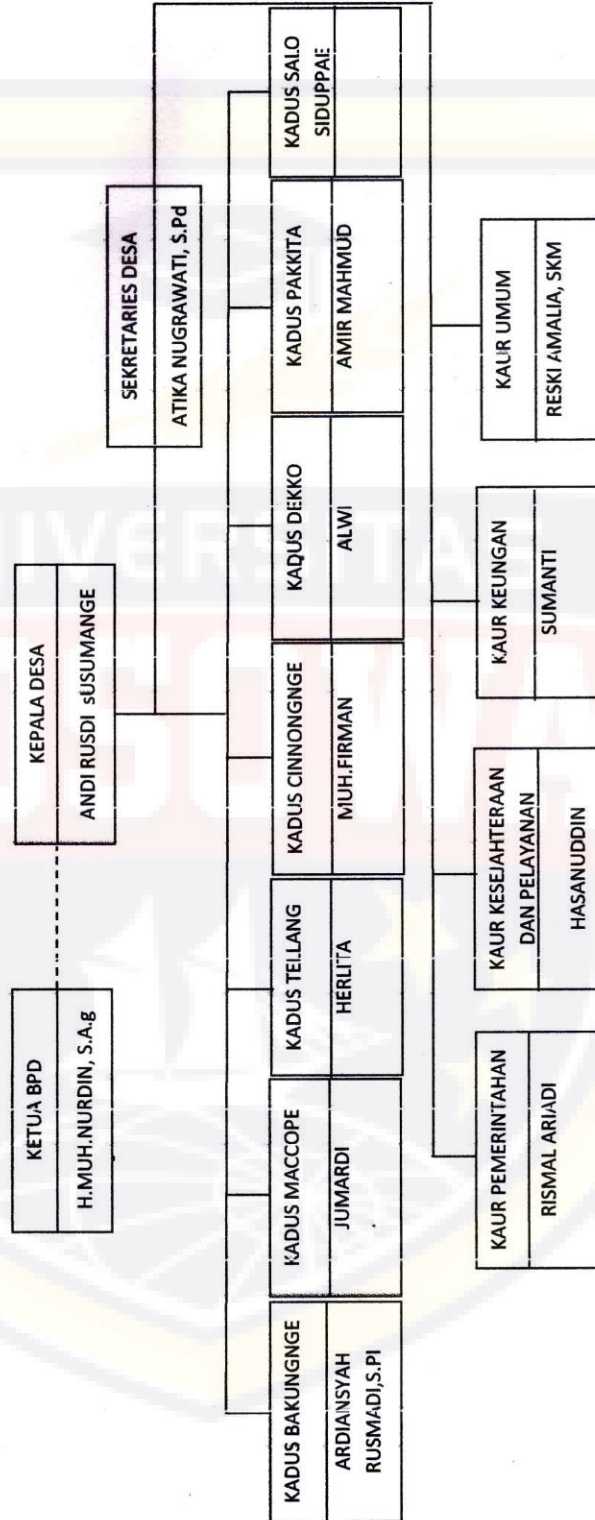 KETUA BPD
H.MUH.NURDIN, S.A.g
KEPALA DESA
ANDI RUSDI sUSUMANGE
SEKRETARIES DESA
ATIKA NUGRAWATI, S.Pd
KADUS BAKUNGNGE
ARDIANSYAH
RUSMADI,S.PI
KADUS MACCOPE
JUMARDI
KADUS TELLANG
HERLITA
KADUS CINNONGNGE
MUH.FIRMAN
KADUS DEKKO
ALWI
KADUS PAKKITA
AMIR MAHMUD
KADUS SALO
SIDUPPAE
KAUR PEMERINTAHAN
RISMAL ARIADI
KAUR KESEJAHTERAAN
DAN PELAYANAN
HASANUDDIN
KAUR KEUNGAN
SUMANTI
KAUR UMUM
RESKI AMALIA, SKM
UNIVERSITAS